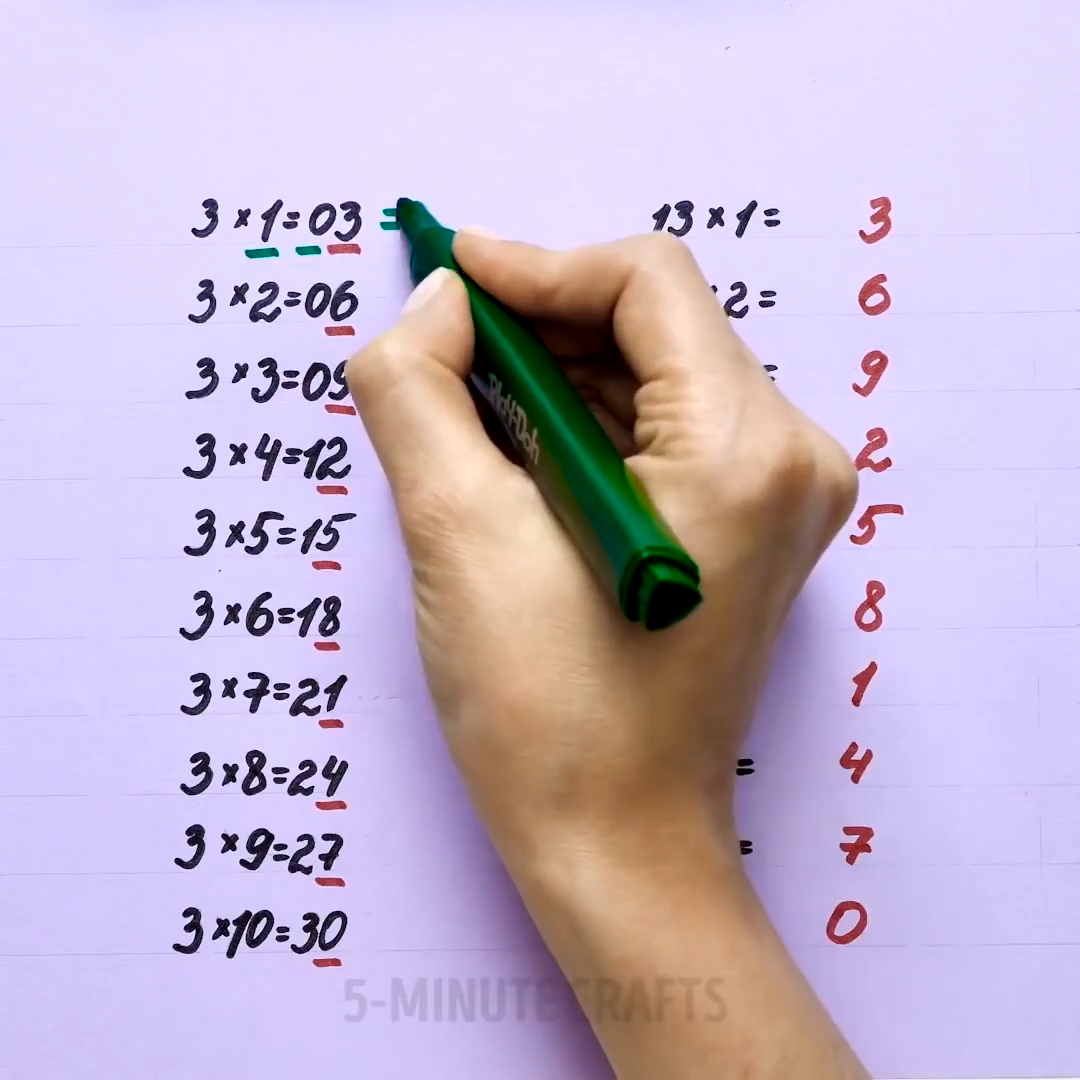 3×1=03 = 13×1= 3
3×2=06 2= 6
3×3=09 = 9
3×4=12 2
3×5=15 5
3×6=18 8
3×7=21 1
3×8=24 = 4
3×9=27 = 7
3×10=30 0
Play-Doh
5-MINUTE CRAFTS